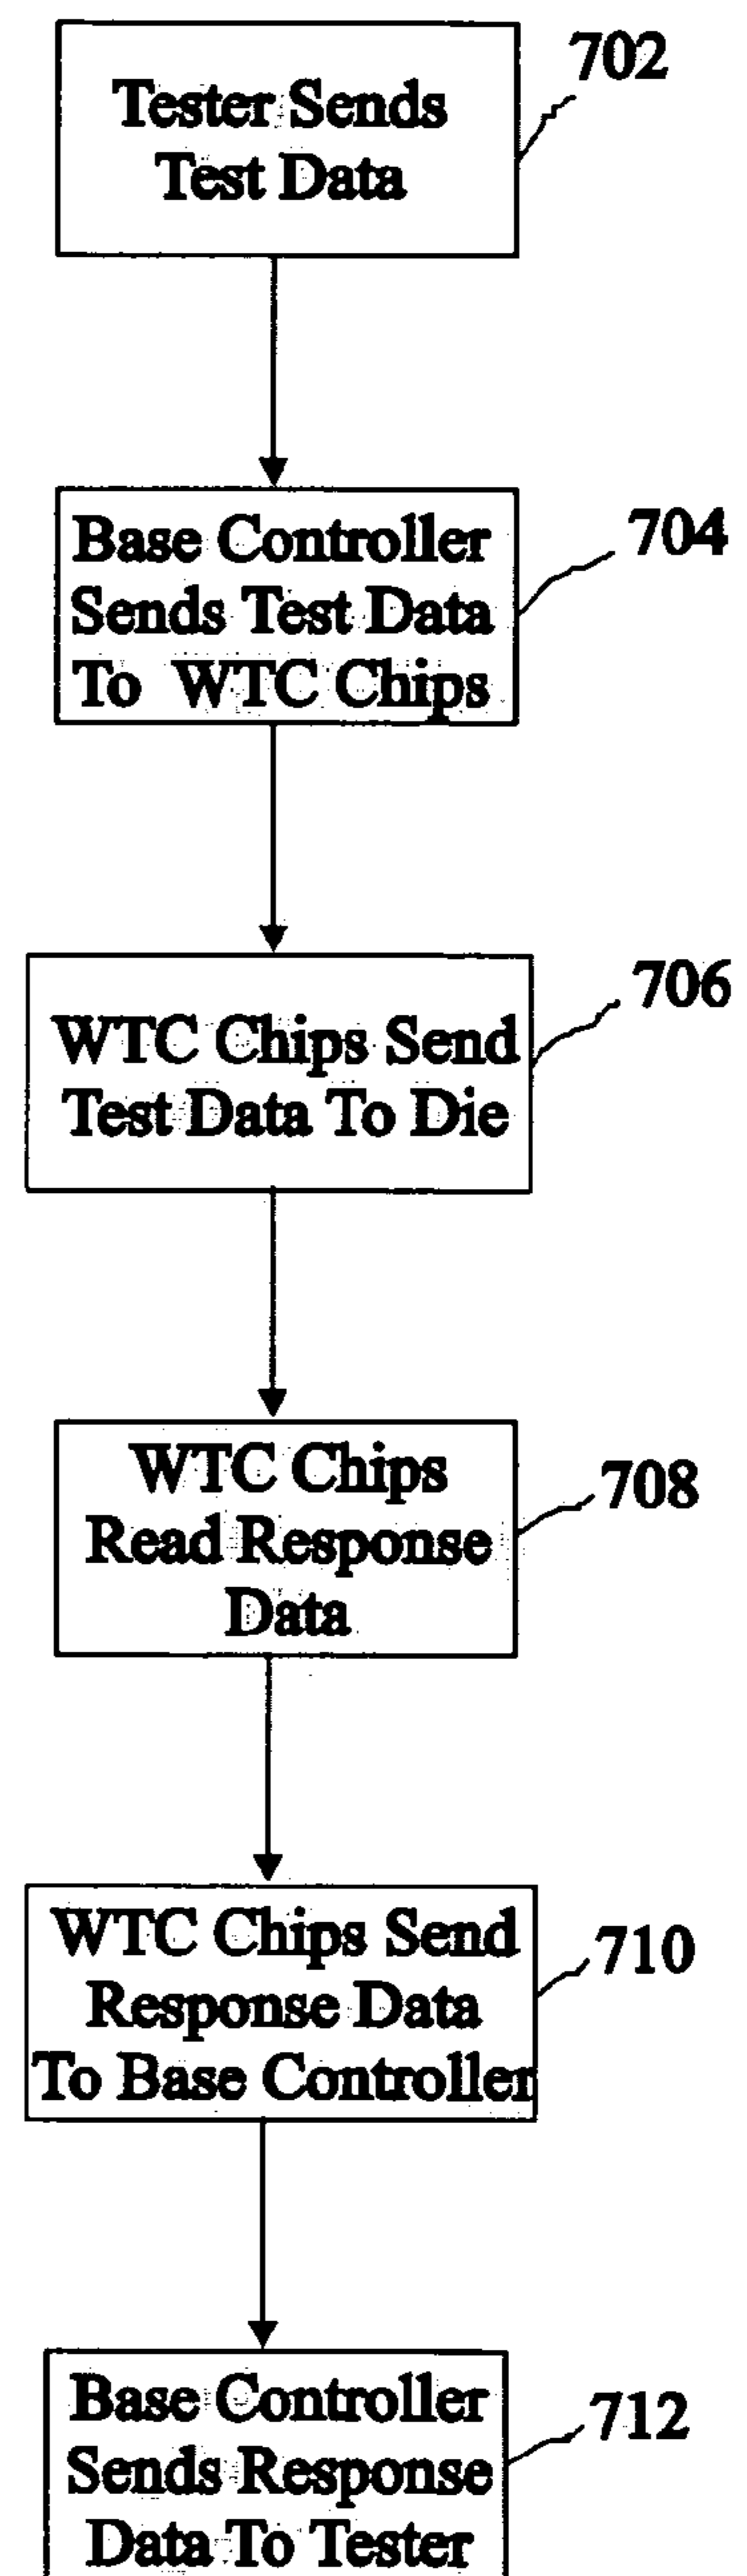 Tester Sends
Test Data
702
Base Controller
Sends Test Data
To WTC Chips
704
WTC Chips Send
Test Data To Die
706
WTC Chips
Read Response
Data
708
WTC Chips Send
Response Data
To Base Controller
710
Base Controller
Sends Response
Data To Tester
712